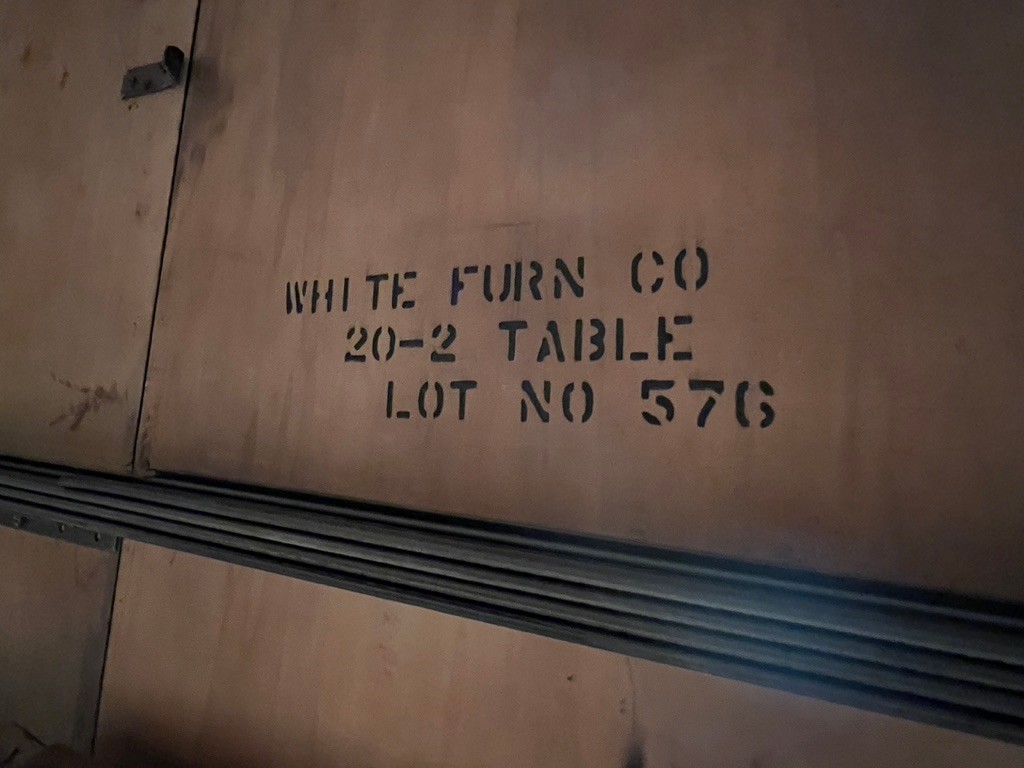 WHITE FURN CO
20-2 TABLE
LOT NO 576